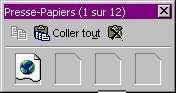 Presse-Papiers (1 sur 12)
Coller tout